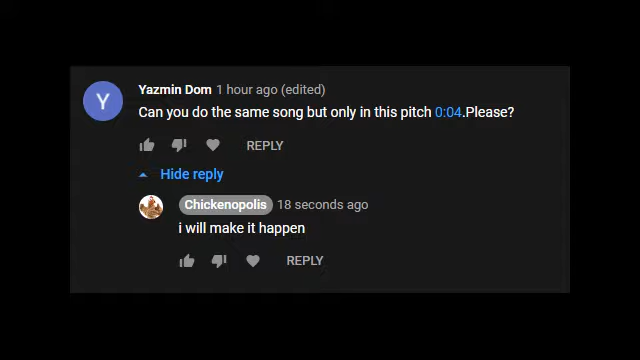 Y
Yazmin Dom 1 hour ago (edited)
Can you do the same song but only in this pitch 0:04.Please?
REPLY
Hide reply
Chickenopolis 18 seconds ago
i will make it happen
REPLY